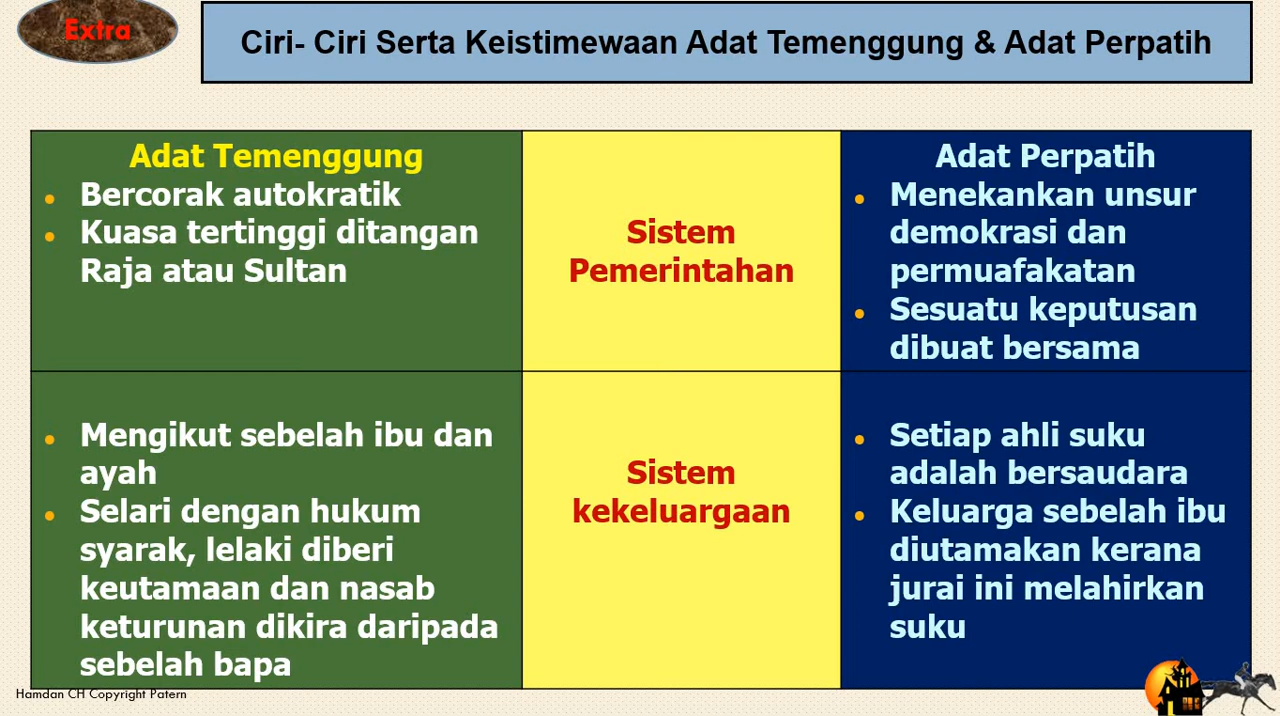 Extra
Ciri- Ciri Serta Keistimewaan Adat Temenggung & Adat Perpatih
Adat Temenggung
• Bercorak autokratik
• Kuasa tertinggi ditangan
Raja atau Sultan
Sistem
Pemerintahan
Adat Perpatih
• Menekankan unsur
demokrasi dan
permuafakatan
• Sesuatu keputusan
dibuat bersama
• Mengikut sebelah ibu dan
ayah
• Selari dengan hukum
syarak, lelaki diberi
keutamaan dan nasab
keturunan dikira daripada
sebelah bapa
Sistem
kekeluargaan
• Setiap ahli suku
adalah bersaudara
• Keluarga sebelah ibu
diutamakan kerana
jurai ini melahirkan
suku
Hamdan CH Copyright Patern